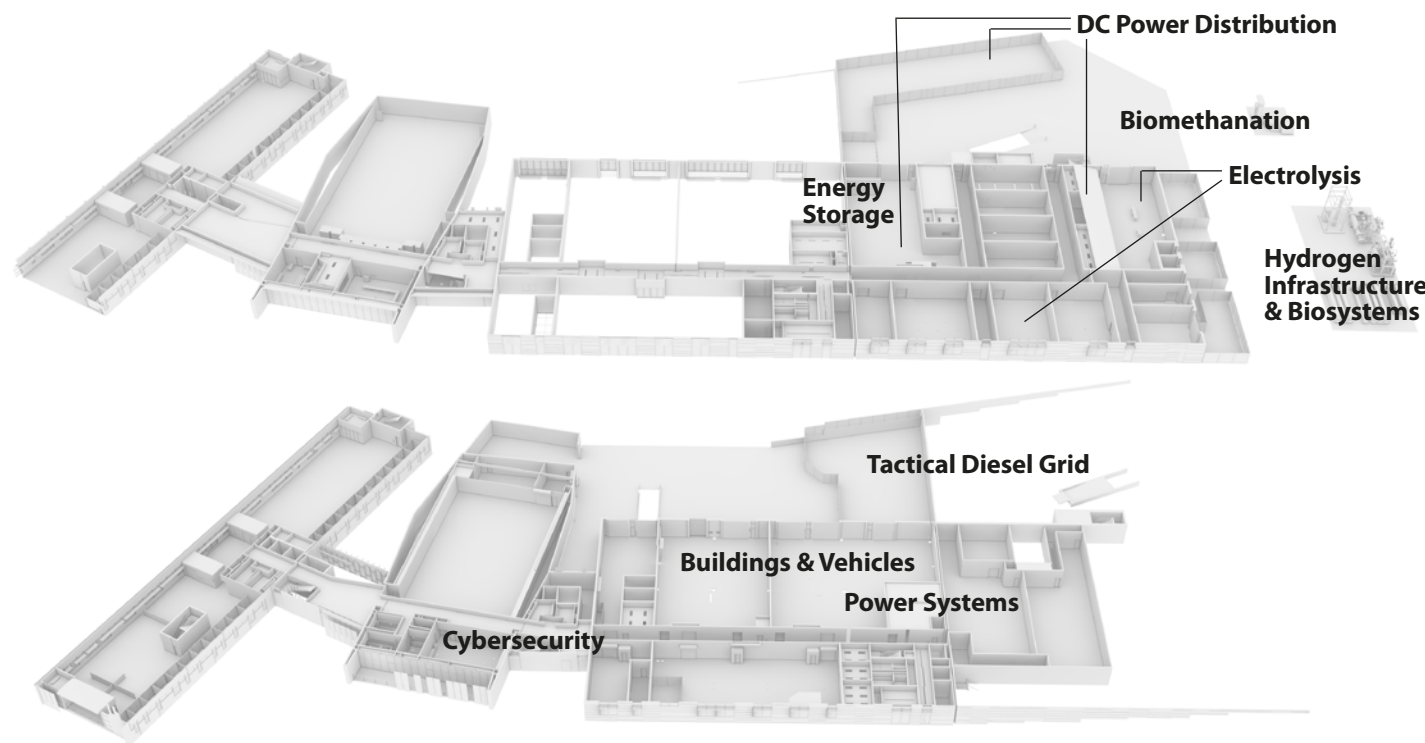 DC Power Distribution
Biomethanation
Electrolysis
Energy
Storage
Hydrogen
Infrastructure
& Biosystems
Tactical Diesel Grid
Buildings & Vehicles
Power Systems
Cybersecurity